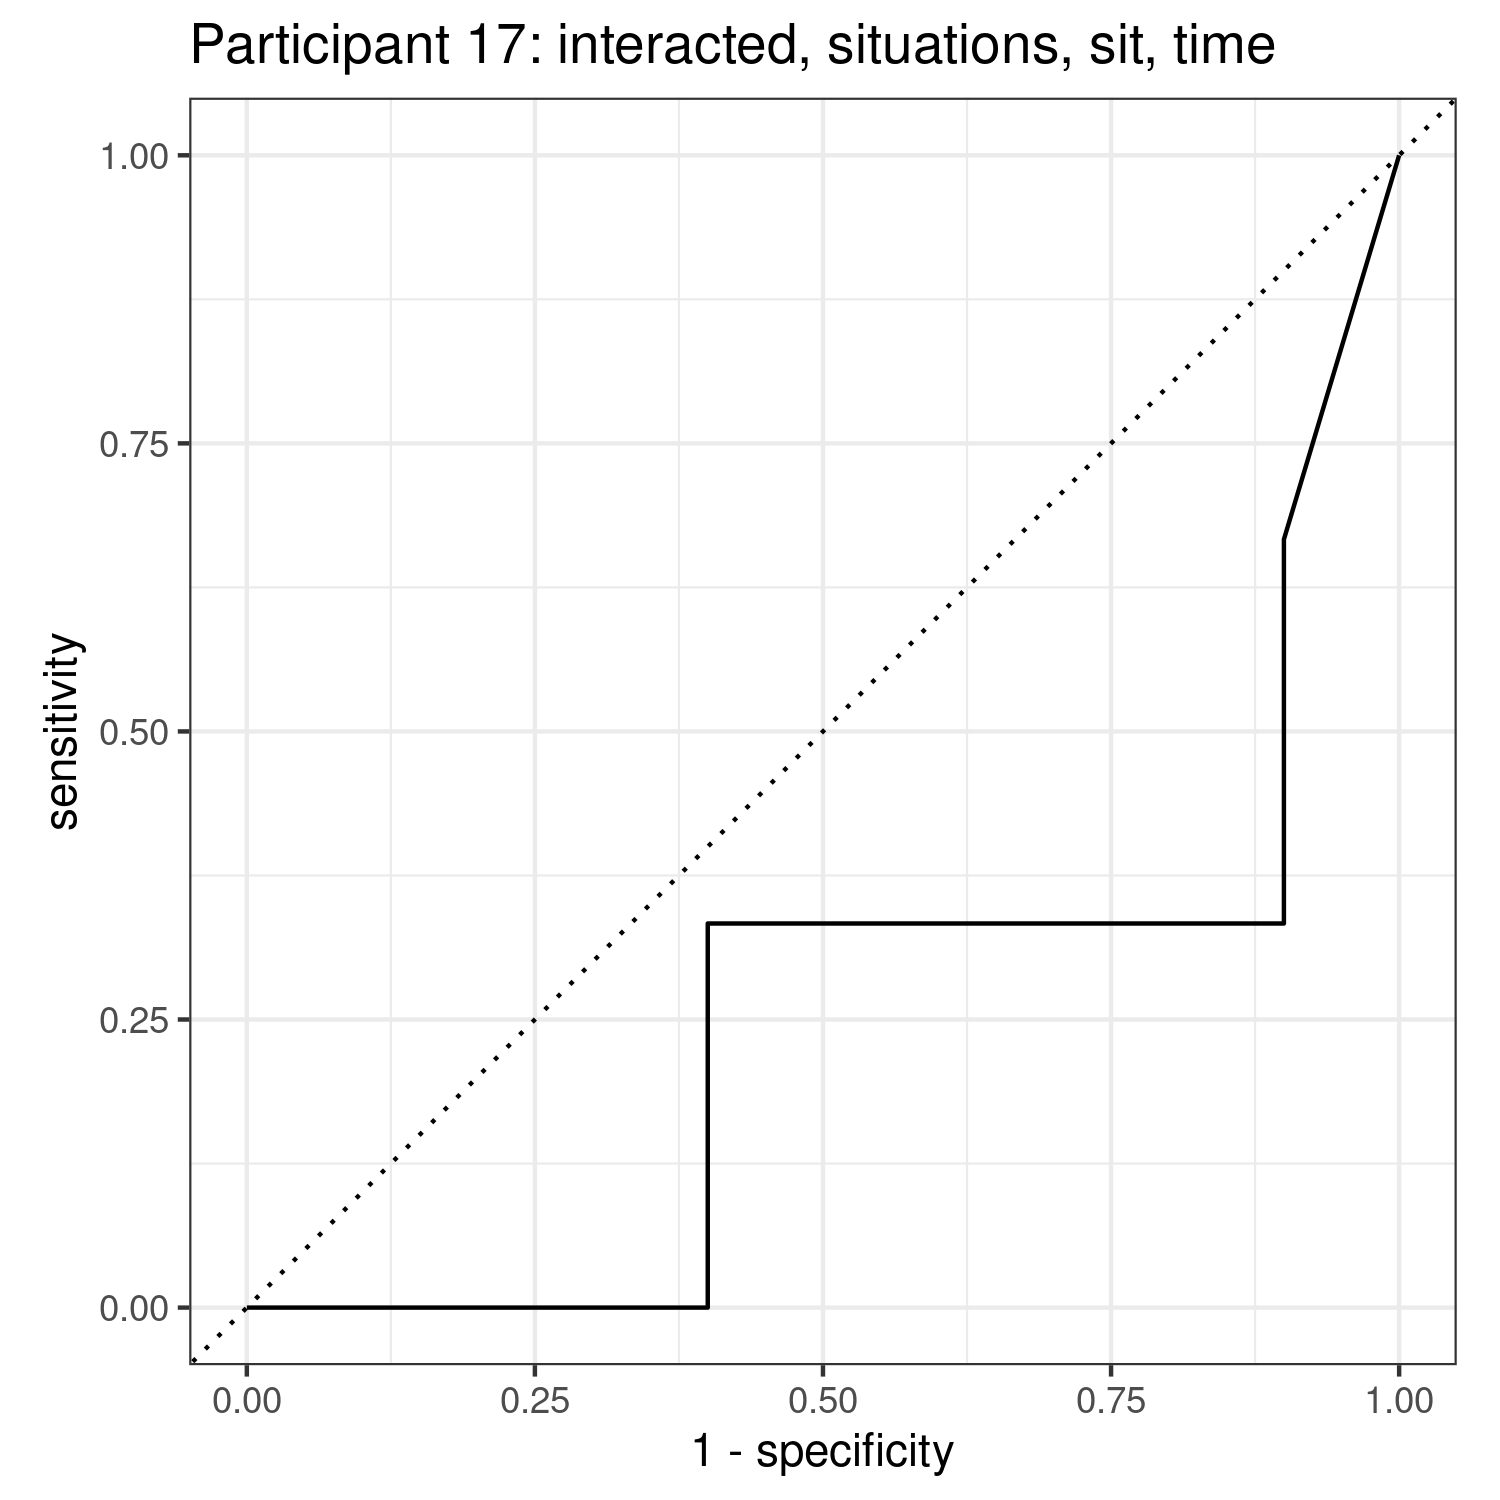 Participant 17: interacted, situations, sit, time
1.00
0.75
0.50
0.25
0.00
sensitivity
0.00 0.25 0.50 0.75 1.00
1 - specificity